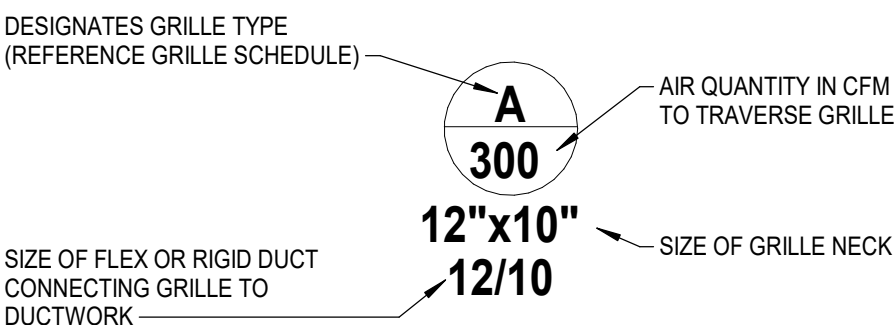 DESIGNATES GRILLE TYPE
(REFERENCE GRILLE SCHEDULE)
A
300
AIR QUANTITY IN CFM
TO TRAVERSE GRILLE
12"x10"
SIZE OF GRILLE NECK
12/10
SIZE OF FLEX OR RIGID DUCT
CONNECTING GRILLE TO
DUCTWORK